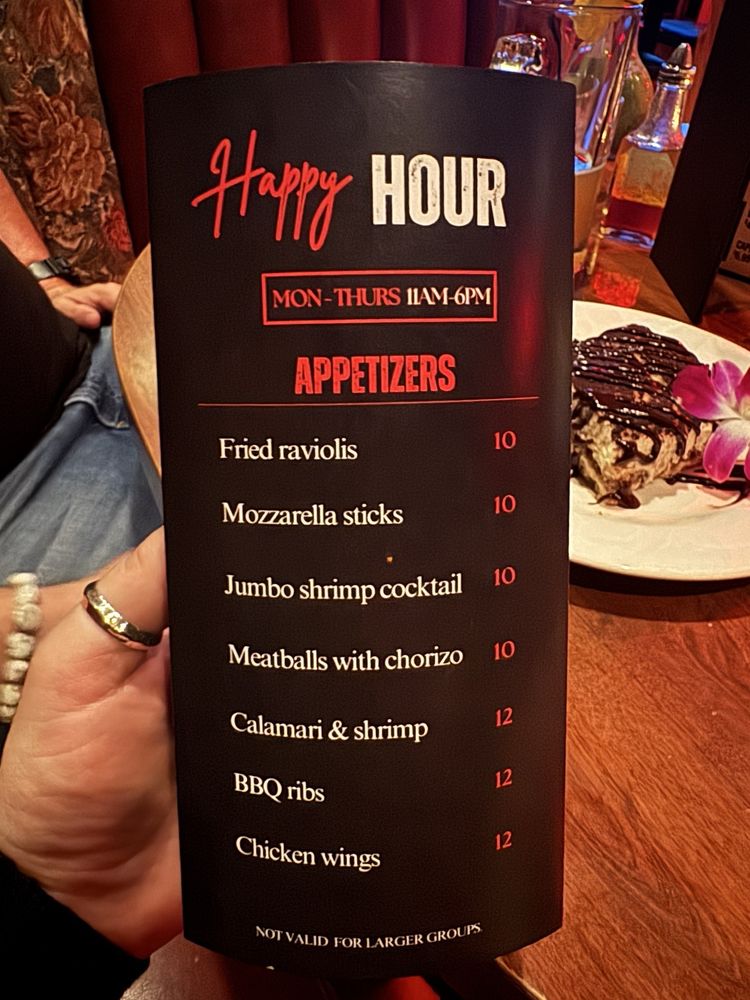 Happy HOUR
MON-THURS 11AM-6PM
APPETIZERS
Fried raviolis 10
Mozzarella sticks 10
Jumbo shrimp cocktail 10
Meatballs with chorizo 10
Calamari & shrimp 12
BBQ ribs 12
Chicken wings 12
NOT VALID FOR LARGER GROUPS.